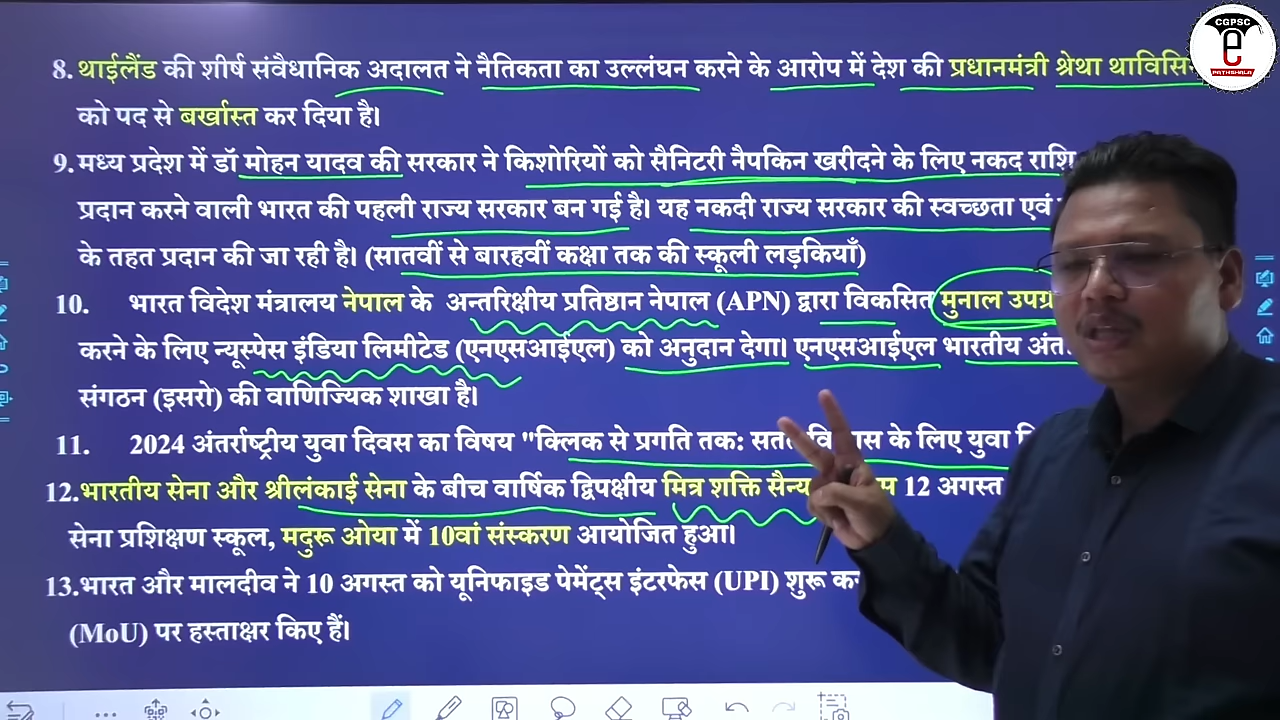 CGPSC
e
PATHSHALA
8. थाईलैंड की शीर्ष संवैधानिक अदालत ने नैतिकता का उल्लंघन करने के आरोप में देश की प्रधानमंत्री श्रेथा
को पद से बर्खास्त कर दिया है।
9. मध्य प्रदेश में डॉ मोहन यादव की सरकार ने किशोरियों को सैनिटरी नैपकिन खरीदने के लिए नकद राशि
प्रदान करने वाली भारत की पहली राज्य सरकार बन गई है। यह नकदी राज्य सरकार की स्वच्छता एवं
के तहत प्रदान की जा रही है। (सातवीं से बारहवीं कक्षा तक की स्कूली लड़कियाँ)
10. भारत विदेश मंत्रालय नेपाल के अन्तरिक्षीय प्रतिष्ठान नेपाल (APN) द्वारा विकसित मुनाल
करने के लिए न्यूस्पेस इंडिया लिमीटेड (एनएसआईएल) को अनुदान देगा। एनएसआईएल भारतीय
संगठन (इसरो) की वाणिज्यिक शाखा है।
11. 2024 अंतर्राष्ट्रीय युवा दिवस का विषय "क्लिक से प्रगति तक: के लिए युवा
12. भारतीय सेना और श्रीलंकाई सेना के बीच वार्षिक द्विपक्षीय मित्र शक्ति 12 अगस्त
सेना प्रशिक्षण स्कूल, मदुरू ओया में 10वां संस्करण आयोजित हुआ।
13. भारत और मालदीव ने 10 अगस्त को यूनिफाइड पेमेंट्स इंटरफेस (UPI) शुरू
(MoU) पर हस्ताक्षर किए हैं।